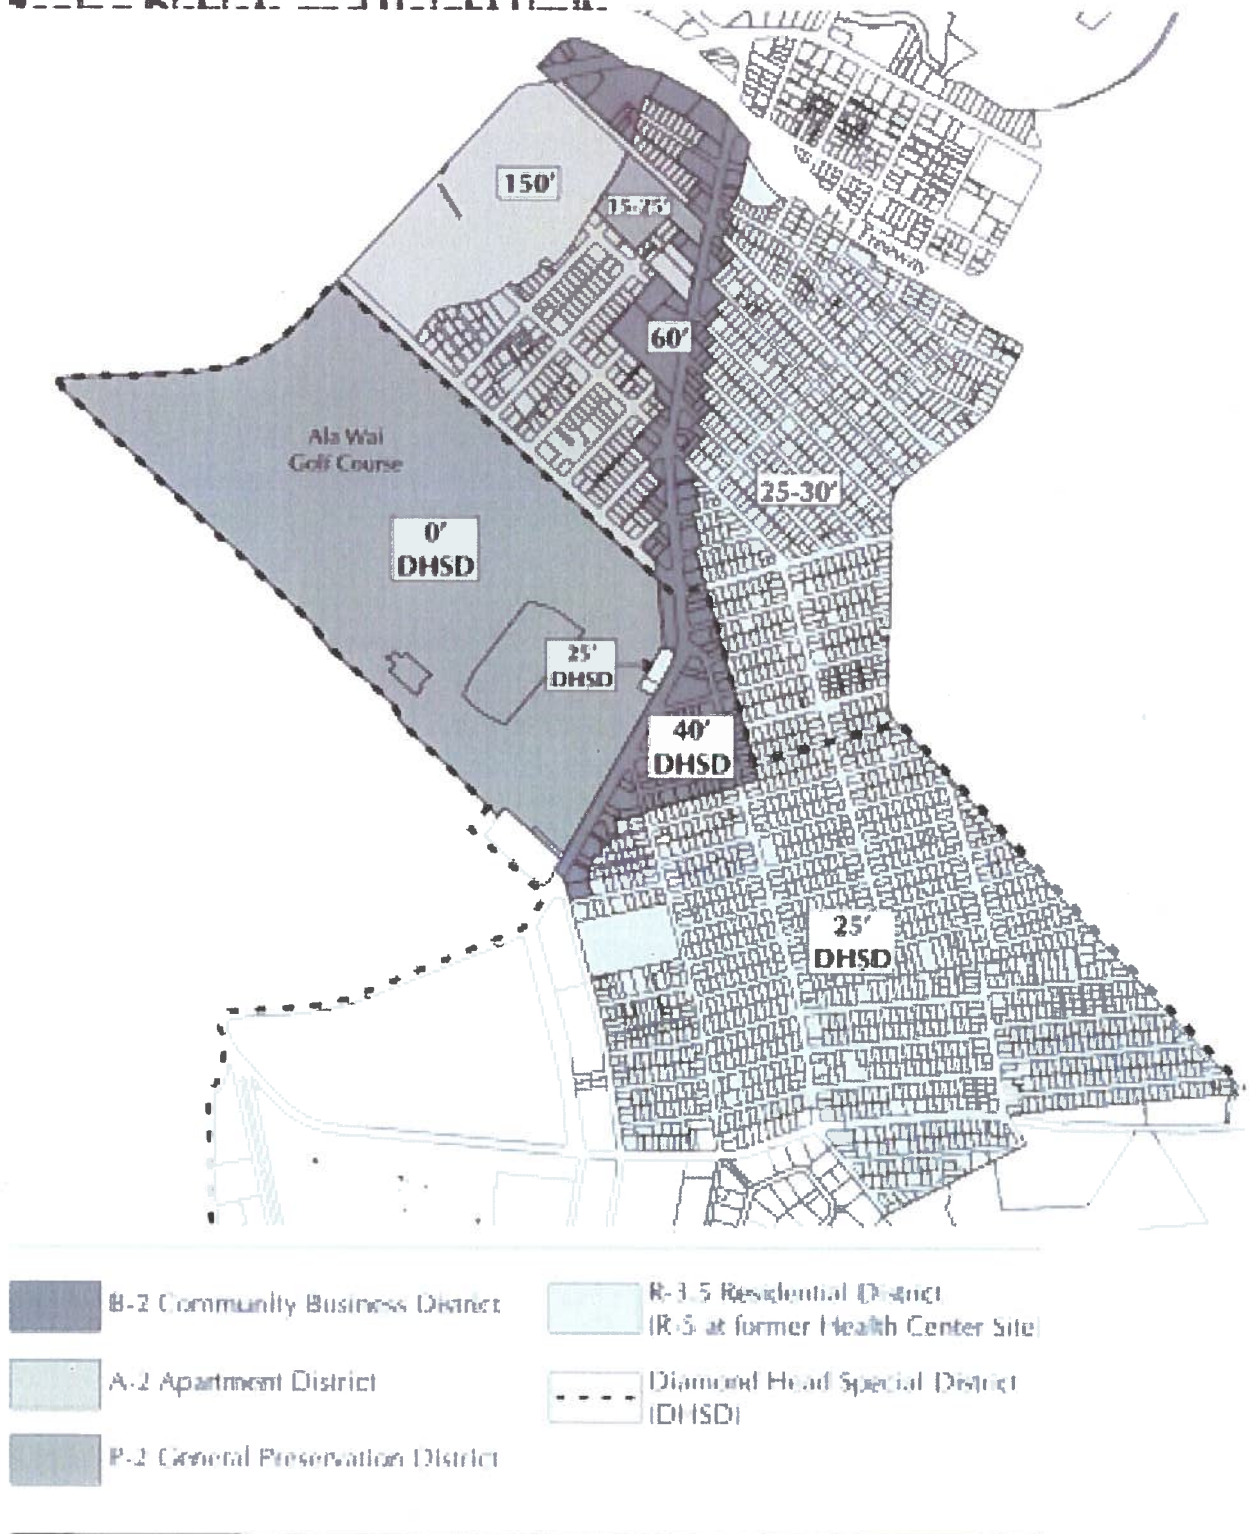 150'
15-25'
H-1 Freeway
60'
Ala Wai
Golf Course
25-30'
0'
DHSD
25'
DHSD
40'
DHSD
25'
DHSD
B-2 Community Business District
A-2 Apartment District
P-2 General Preservation District
R-3.5 Residential District
(R-5 at former Health Center Site)
Diamond Head Special District
(DHSD)